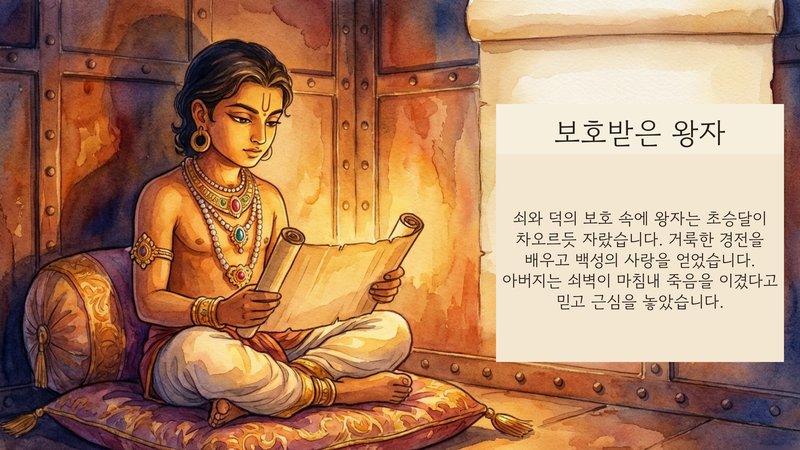 보호받은 왕자
쇠와 덕의 보호 속에 왕자는 초승달이
차오르듯 자랐습니다. 거룩한 경전을
배우고 백성의 사랑을 얻었습니다.
아버지는 쇠벽이 마침내 죽음을 이겼다고
믿고 근심을 놓았습니다.